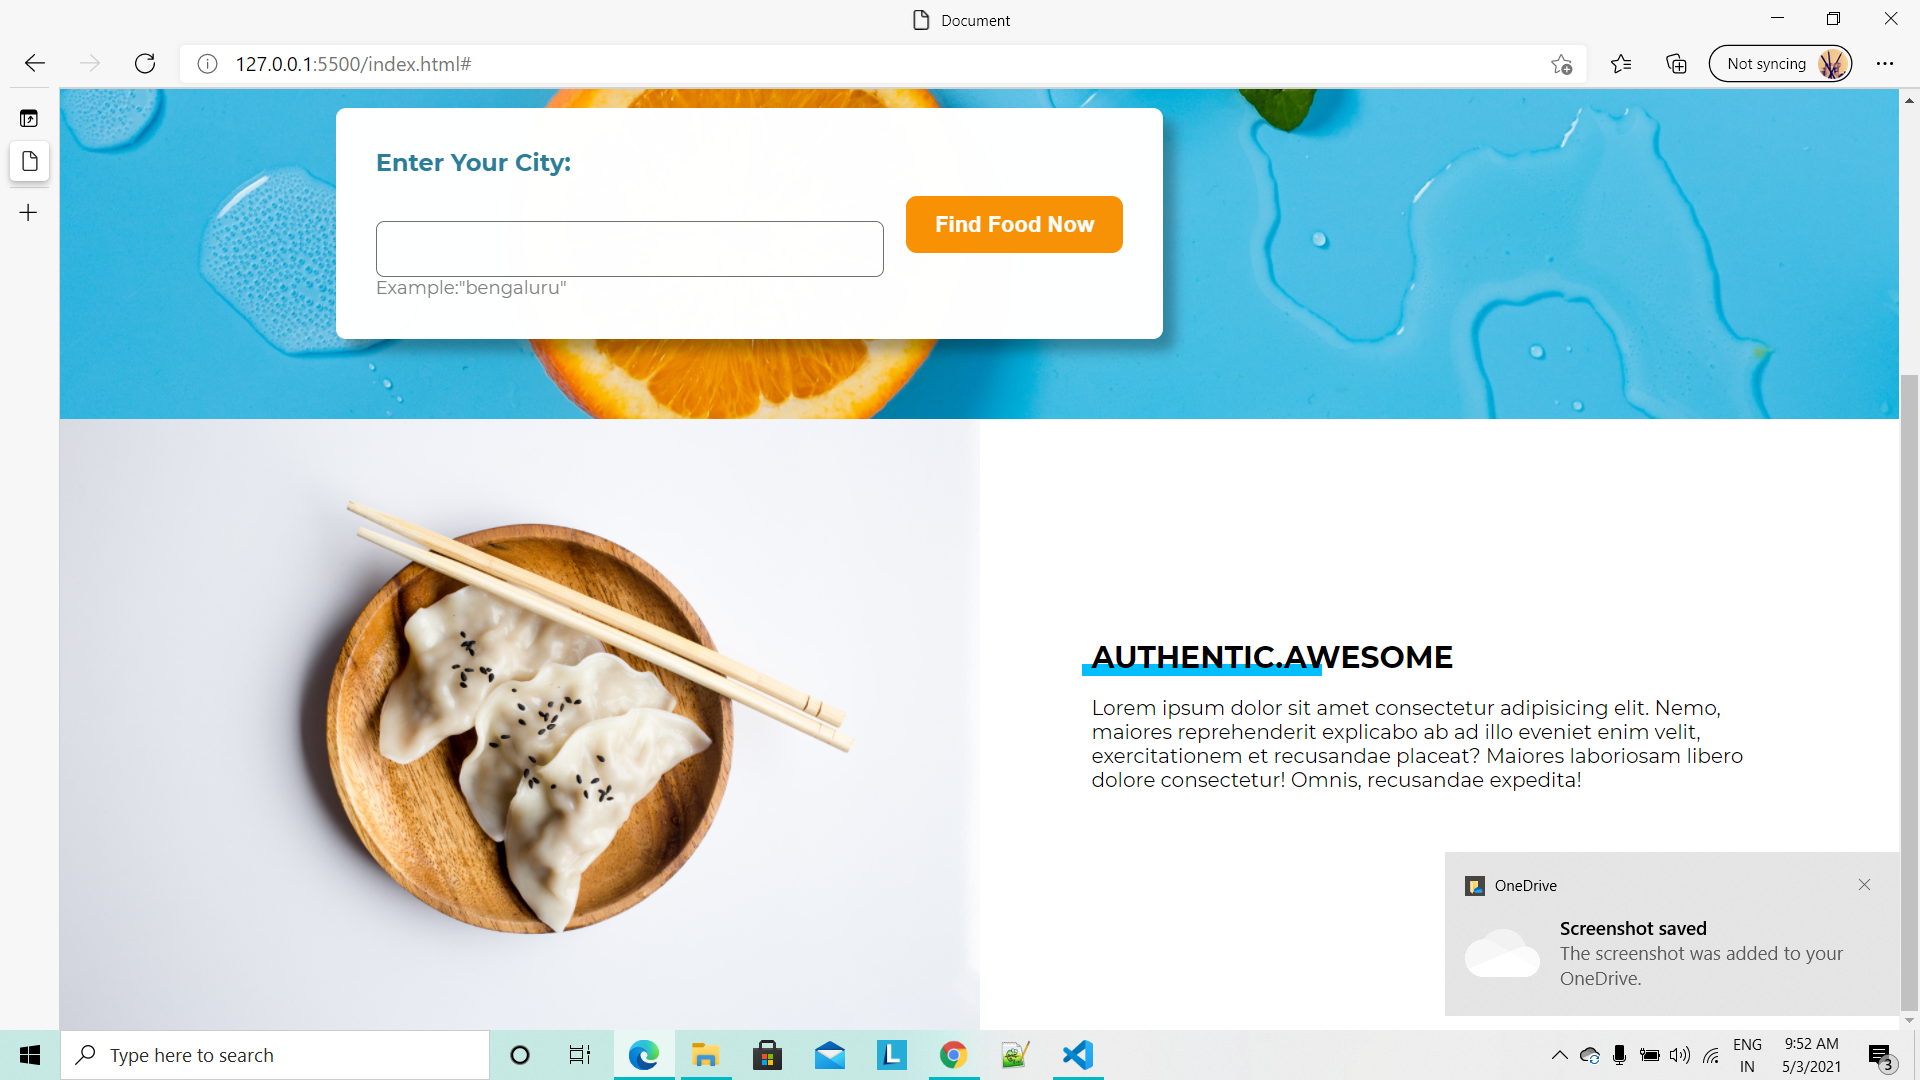 Document
127.0.0.1:5500/index.html#
Not syncing
Enter Your City:
Find Food Now
Example:"bengaluru"
AUTHENTIC.AWESOME
Lorem ipsum dolor sit amet consectetur adipisicing elit. Nemo,
maiores reprehenderit explicabo ab ad illo eveniet enim velit,
exercitationem et recusandae placeat? Maiores laboriosam libero
dolore consectetur! Omnis, recusandae expedita!
OneDrive
Screenshot saved
The screenshot was added to your
OneDrive.
Type here to search
L
ENG
IN
9:52 AM
5/3/2021
3